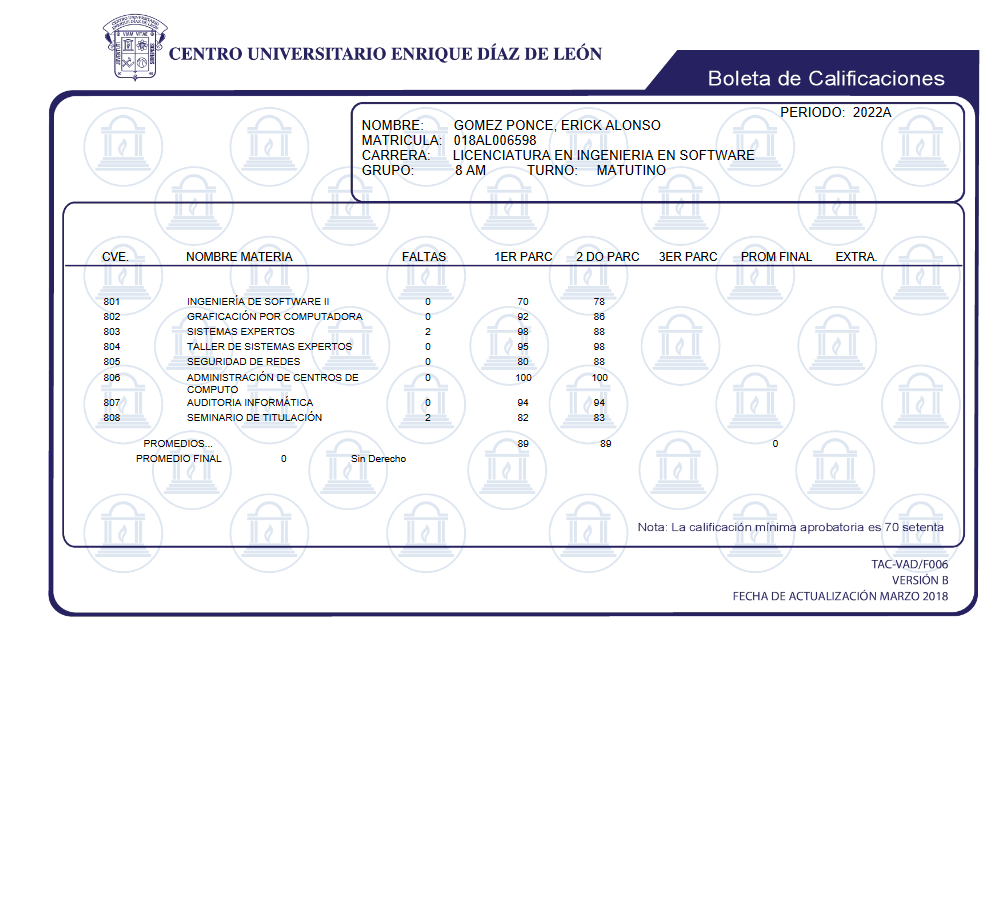 CENTRO UNIVERSITARIO ENRIQUE DÍAZ DE LEÓN
Boleta de Calificaciones
PERIODO: 2022A
NOMBRE: GOMEZ PONCE, ERICK ALONSO
MATRICULA: 018AL006598
CARRERA: LICENCIATURA EN INGENIERIA EN SOFTWARE
GRUPO: 8 AM TURNO: MATUTINO
CVE. NOMBRE MATERIA FALTAS 1ER PARC 2 DO PARC 3ER PARC PROM FINAL EXTRA.
801 INGENIERÍA DE SOFTWARE II 0 70 78
802 GRAFICACIÓN POR COMPUTADORA 0 92 86
803 SISTEMAS EXPERTOS 2 98 88
804 TALLER DE SISTEMAS EXPERTOS 0 95 98
805 SEGURIDAD DE REDES 0 80 88
806 ADMINISTRACIÓN DE CENTROS DE 0 100 100
COMPUTO
807 AUDITORIA INFORMÁTICA 0 94 94
808 SEMINARIO DE TITULACIÓN 2 82 83
PROMEDIOS... 89 89 0
PROMEDIO FINAL 0 Sin Derecho
Nota: La calificación mínima aprobatoria es 70 setenta
TAC-VAD/F006
VERSIÓN B
FECHA DE ACTUALIZACIÓN MARZO 2018